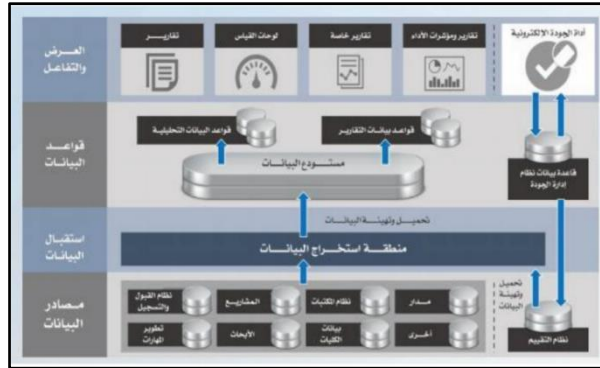 العرض
والتفاعل
أداة الجودة الإلكترونية
تقارير ومؤشرات الأداء
تقارير خاصة
لوحات القياس
تقارير
قواعد
البيانات
قواعد بيانات التقارير
قواعد البيانات التحليلية
مستودع البيانات
قاعدة بيانات نظام
إدارة الجودة
استقبال
البيانات
تحميل وتهيئة البيانات
منطقة استخراج البيانات
مصادر
البيانات
تحميل
وتهيئة
البيانات
نظام التقييم
مدار
نظام المكتبات
المشاريع
نظام القبول
والتسجيل
أخرى
بيانات
الكليات
الأبحاث
تطوير
المهارات